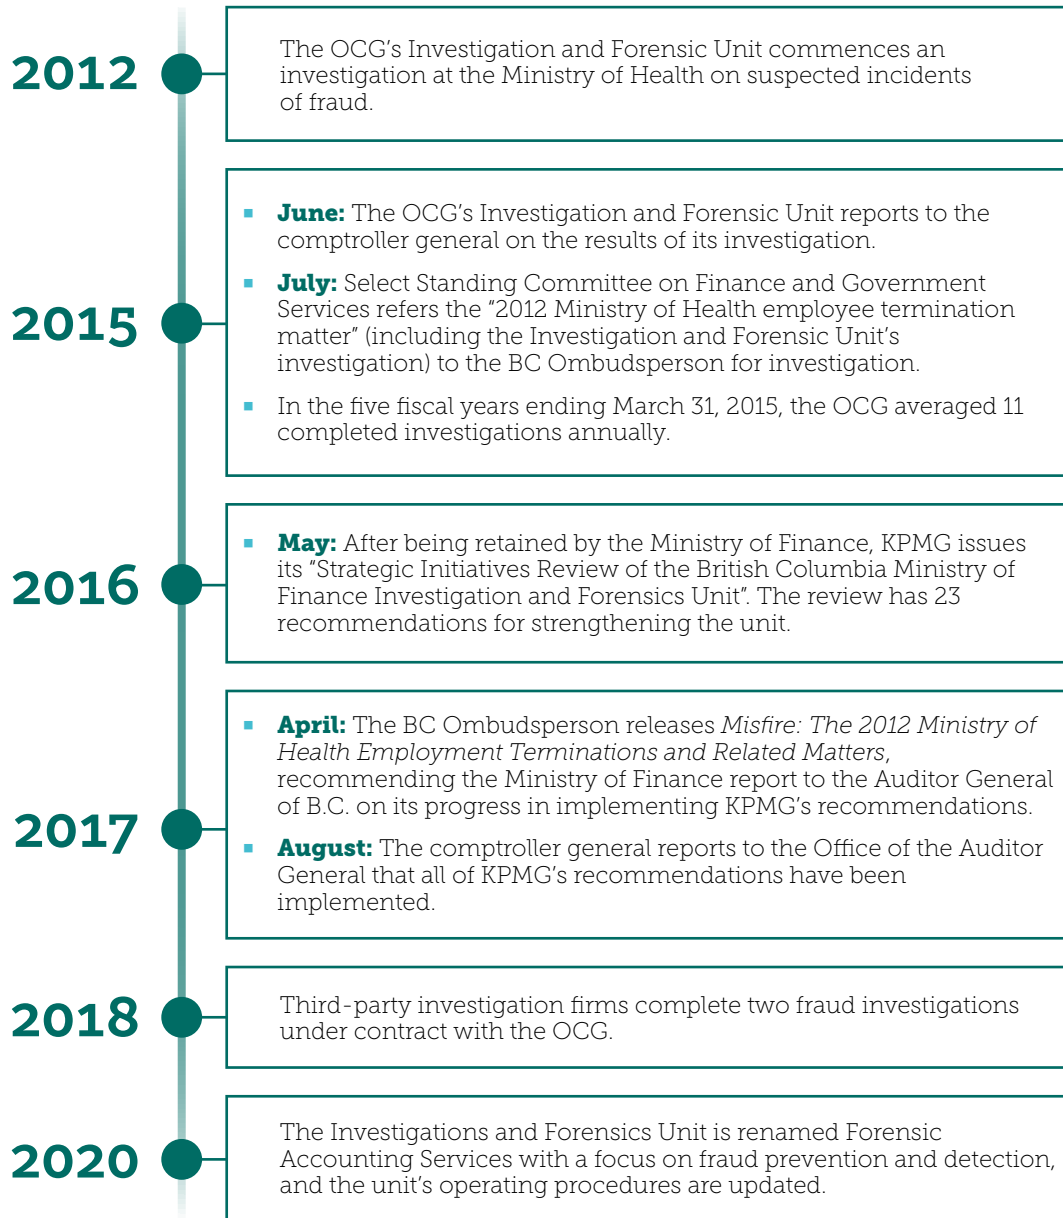 2012
The OCG’s Investigation and Forensic Unit commences an
investigation at the Ministry of Health on suspected incidents
of fraud.
2015
▪ June: The OCG’s Investigation and Forensic Unit reports to the
comptroller general on the results of its investigation.
▪ July: Select Standing Committee on Finance and Government
Services refers the “2012 Ministry of Health employee termination
matter” (including the Investigation and Forensic Unit’s
investigation) to the BC Ombudsperson for investigation.
▪ In the five fiscal years ending March 31, 2015, the OCG averaged 11
completed investigations annually.
2016
▪ May: After being retained by the Ministry of Finance, KPMG issues
its “Strategic Initiatives Review of the British Columbia Ministry of
Finance Investigation and Forensics Unit”. The review has 23
recommendations for strengthening the unit.
2017
▪ April: The BC Ombudsperson releases Misfire: The 2012 Ministry of
Health Employment Terminations and Related Matters,
recommending the Ministry of Finance report to the Auditor General
of B.C. on its progress in implementing KPMG’s recommendations.
▪ August: The comptroller general reports to the Office of the Auditor
General that all of KPMG’s recommendations have been
implemented.
2018
Third-party investigation firms complete two fraud investigations
under contract with the OCG.
2020
The Investigations and Forensics Unit is renamed Forensic
Accounting Services with a focus on fraud prevention and detection,
and the unit’s operating procedures are updated.